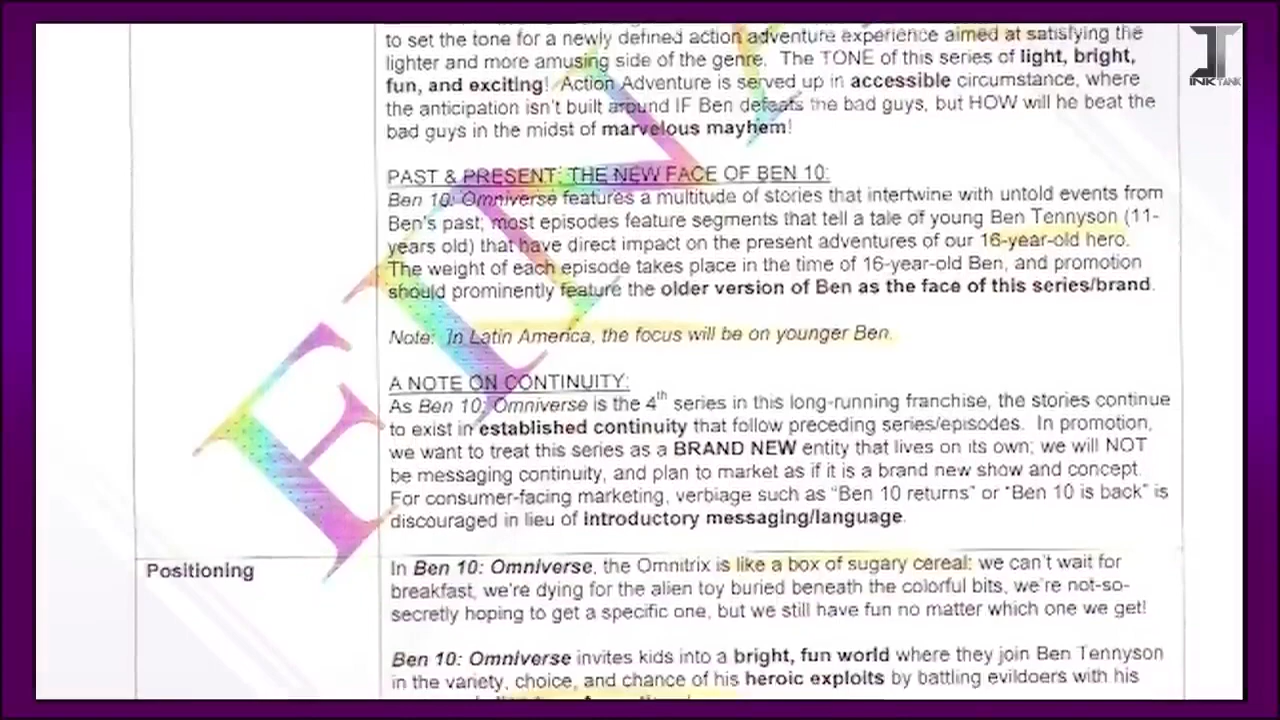 to set the tone for a newly defined action adventure experience aimed at satisfying the
lighter and more amusing side of the genre. The TONE of this series of light, bright,
fun, and exciting! Action Adventure is served up in accessible circumstance, where
the anticipation isn't built around IF Ben defeats the bad guys, but HOW will he beat the
bad guys in the midst of marvelous mayhem!
PAST & PRESENT: THE NEW FACE OF BEN 10:
Ben 10: Omniverse features a multitude of stories that intertwine with untold events from
Ben's past; most episodes feature segments that tell a tale of young Ben Tennyson (11-
years old) that have direct impact on the present adventures of our 16-year-old hero.
The weight of each episode takes place in the time of 16-year-old Ben, and promotion
should prominently feature the older version of Ben as the face of this series/brand.
Note: In Latin America, the focus will be on younger Ben.
A NOTE ON CONTINUITY:
As Ben 10: Omniverse is the 4th series in this long-running franchise, the stories continue
to exist in established continuity that follow preceding series/episodes. In promotion,
we want to treat this series as a BRAND NEW entity that lives on its own; we will NOT
be messaging continuity, and plan to market as if it is a brand new show and concept.
For consumer-facing marketing, verbiage such as "Ben 10 returns" or "Ben 10 is back" is
discouraged in lieu of introductory messaging/language.
Positioning
In Ben 10: Omniverse, the Omnitrix is like a box of sugary cereal: we can't wait for
breakfast, we're dying for the alien toy buried beneath the colorful bits, we're not-so-
secretly hoping to get a specific one, but we still have fun no matter which one we get!
Ben 10: Omniverse invites kids into a bright, fun world where they join Ben Tennyson
in the variety, choice, and chance of his heroic exploits by battling evildoers with his
INK TANK